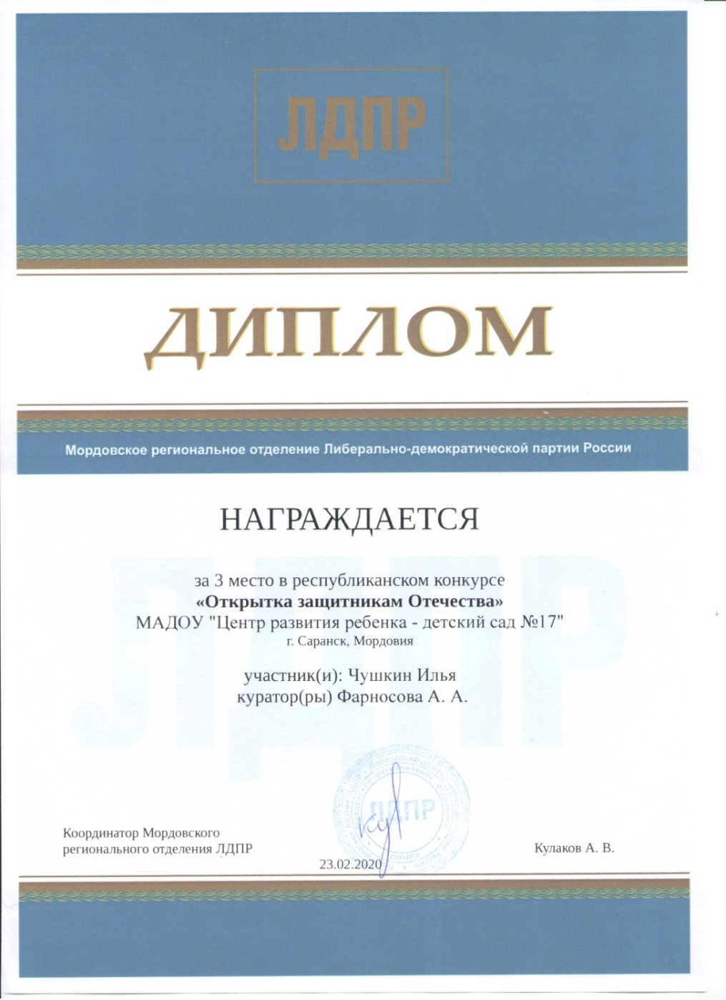 ЛДПР
ДИПЛОМ
Мордовское региональное отделение Либерально-демократической партии России
НАГРАЖДАЕТСЯ
за 3 место в республиканском конкурсе
«Открытка защитникам Отечества»
МАДОУ "Центр развития ребенка - детский сад №17"
г. Саранск, Мордовия
участник(и): Чушкин Илья
куратор(ры) Фарносова А. А.
ЛДПР
ЛДПР
САРАНСК
Координатор Мордовского
регионального отделения ЛДПР
Кулаков А. В.
23.02.2020